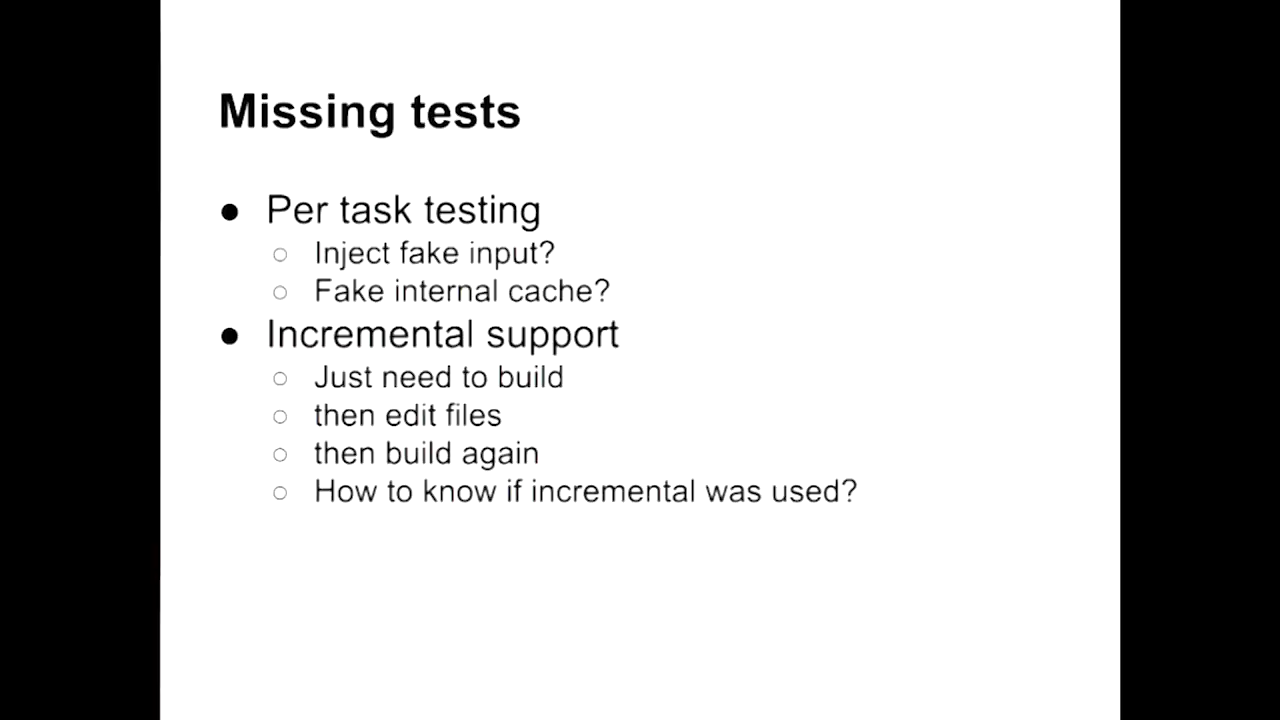 Missing tests
● Per task testing
○ Inject fake input?
○ Fake internal cache?
● Incremental support
○ Just need to build
○ then edit files
○ then build again
○ How to know if incremental was used?